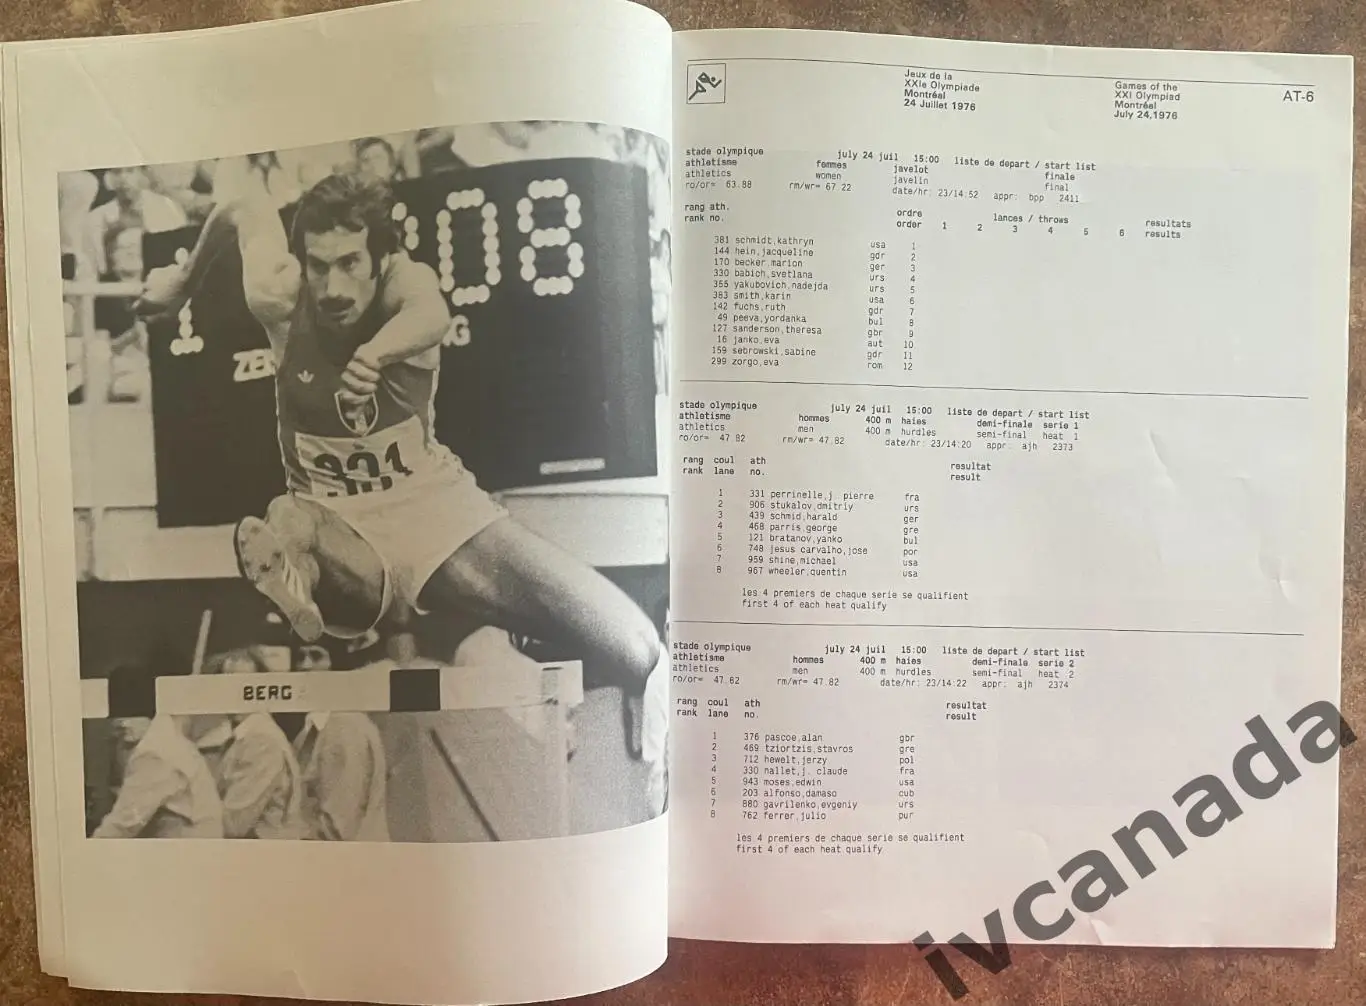 BERG
301
Jeux de la
XXIe Olympiade
Montréal
24 Juillet 1976
Games of the
XXI Olympiad
Montréal
July 24,1976
AT-6
stade olympique july 24 juil 15:00 liste de depart / start list
athletisme femmes javelot finale
athletics women javelin final
ro/or= 63.88 rm/wr= 67.22 date/hr: 23/14:52 appr: bpp 2411
rang ath. ordre lances / throws resultats
rank no. order 1 2 3 4 5 6 results
381 schmidt,kathryn usa 1
144 hein,jacqueline gdr 2
170 becker,marion ger 3
330 babich,svetlana urs 4
355 yakubovich,nadejda urs 5
383 smith,karin usa 6
142 fuchs,ruth gdr 7
49 peeva,yordanka bul 8
127 sanderson,theresa gbr 9
16 janko,eva aut 10
159 sebrowski,sabine gdr 11
299 zorgo,eva rom 12
stade olympique july 24 juil 15:00 liste de depart / start list
athletisme hommes 400 m haies demi-finale serie 1
athletics men 400 m hurdles semi-final heat 1
ro/or= 47.82 rm/wr= 47.82 date/hr: 23/14:20 appr: ajh 2373
rang coul ath resultat
rank lane no. result
1 331 perrinelle,j. pierre fra
2 906 stukalov,dmitriy urs
3 439 schmid,harald ger
4 468 parris,george gre
5 121 bratanov,yanko bul
6 748 jesus carvalho,jose por
7 959 shine,michael usa
8 967 wheeler,quentin usa
les 4 premiers de chaque serie se qualifient
first 4 of each heat qualify
stade olympique july 24 juil 15:00 liste de depart / start list
athletisme hommes 400 m haies demi-finale serie 2
athletics men 400 m hurdles semi-final heat 2
ro/or= 47.82 rm/wr= 47.82 date/hr: 23/14:22 appr: ajh 2374
rang coul ath resultat
rank lane no. result
1 376 pascoe,alan gbr
2 469 tziortzis,stavros gre
3 712 hewelt,jerzy pol
4 330 nallet,j. claude fra
5 943 moses,edwin usa
6 203 alfonso,damaso cub
7 880 gavrilenko,evgeniy urs
8 762 ferrer,julio pur
les 4 premiers de chaque serie se qualifient
first 4 of each heat qualify
ivcanada